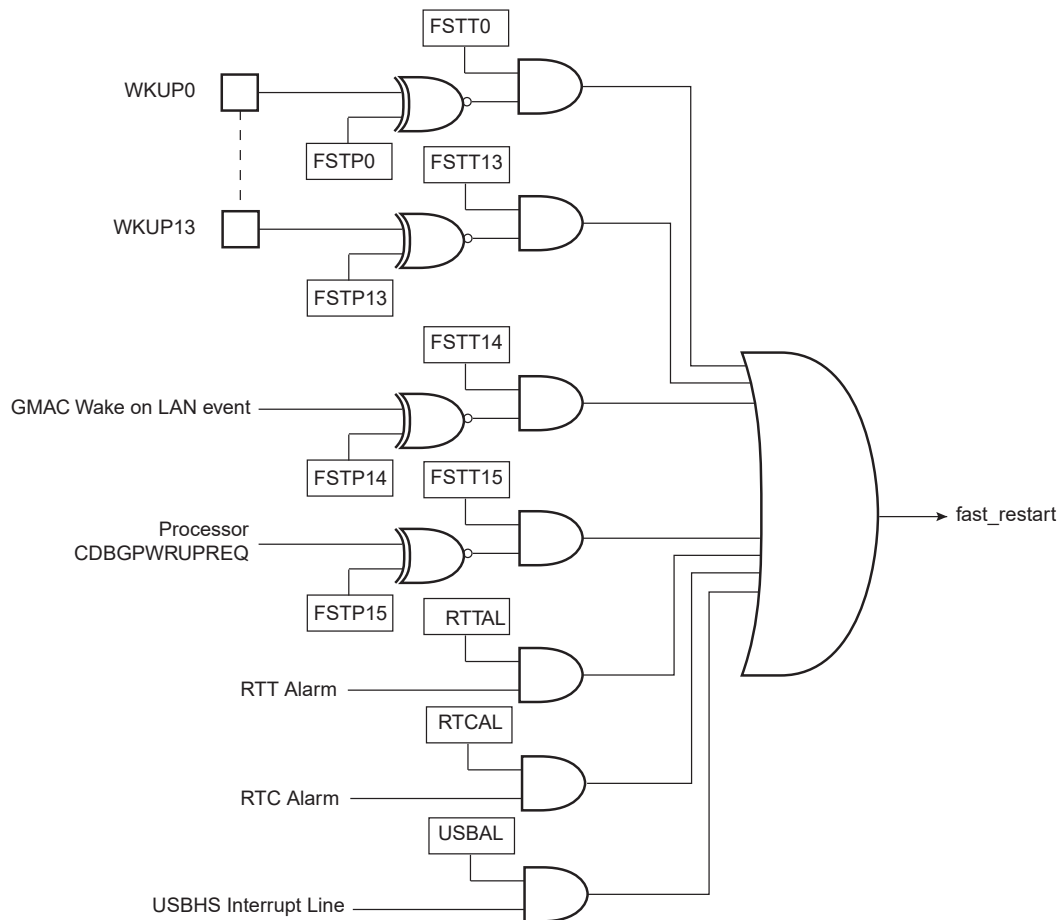 FSTT0
WKUP0
FSTP0
FSTT13
WKUP13
FSTP13
FSTT14
GMAC Wake on LAN event
FSTP14
FSTT15
Processor
CDBGPWRUPREQ
fast_restart
FSTP15
RTTAL
RTT Alarm
RTCAL
RTC Alarm
USBAL
USBHS Interrupt Line